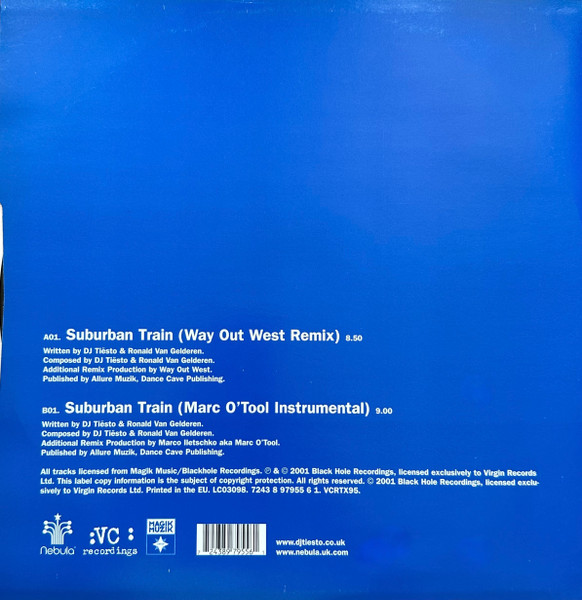 A01. Suburban Train (Way Out West Remix) 8.50
Written by DJ Tiësto & Ronald Van Gelderen.
Composed by DJ Tiësto & Ronald Van Gelderen.
Additional Remix Production by Way Out West.
Published by Allure Muzik, Dance Cave Publishing.
B01. Suburban Train (Marc O'Tool Instrumental) 9.00
Written by DJ Tiësto & Ronald Van Gelderen.
Composed by DJ Tiësto & Ronald Van Gelderen.
Additional Remix Production by Marco Iletschko aka Marc O'Tool.
Published by Allure Muzik, Dance Cave Publishing.
All tracks licensed from Magik Music/Blackhole Recordings. ℗ & © 2001 Black Hole Recordings, licensed exclusively to Virgin Records
Ltd. This label copy information is the subject of copyright protection. All rights reserved. © 2001 Black Hole Recordings, licensed exclu-
sively to Virgin Records Ltd. Printed in the EU. LC03098. 7243 8 97955 6 1. VCRTX95.
nebula
:VC :
recordings
MAGIK
MUZIK
www.djtiesto.co.uk
www.nebula.uk.com